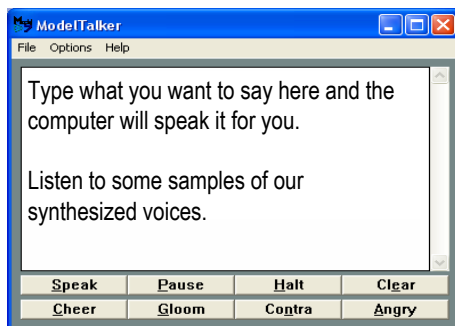 ModelTalker
File Options Help
Type what you want to say here and the
computer will speak it for you.
Listen to some samples of our
synthesized voices.
Speak Pause Halt Clear
Cheer Gloom Contra Angry